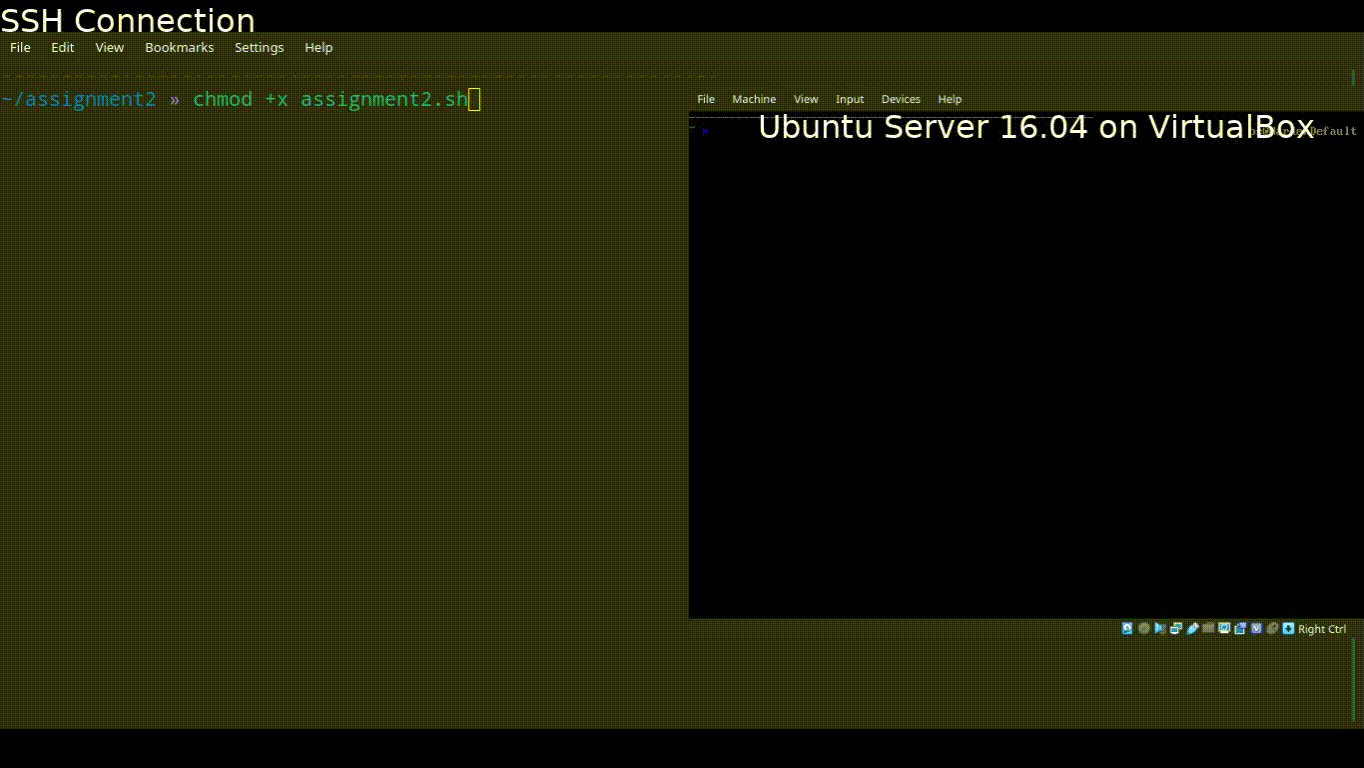 SSH Connection
File Edit View Bookmarks Settings Help
~/assignment2 » chmod +x assignment2.sh
File Machine View Input Devices Help
~ »
Ubuntu Server 16.04 on VirtualBox
Default
Right Ctrl